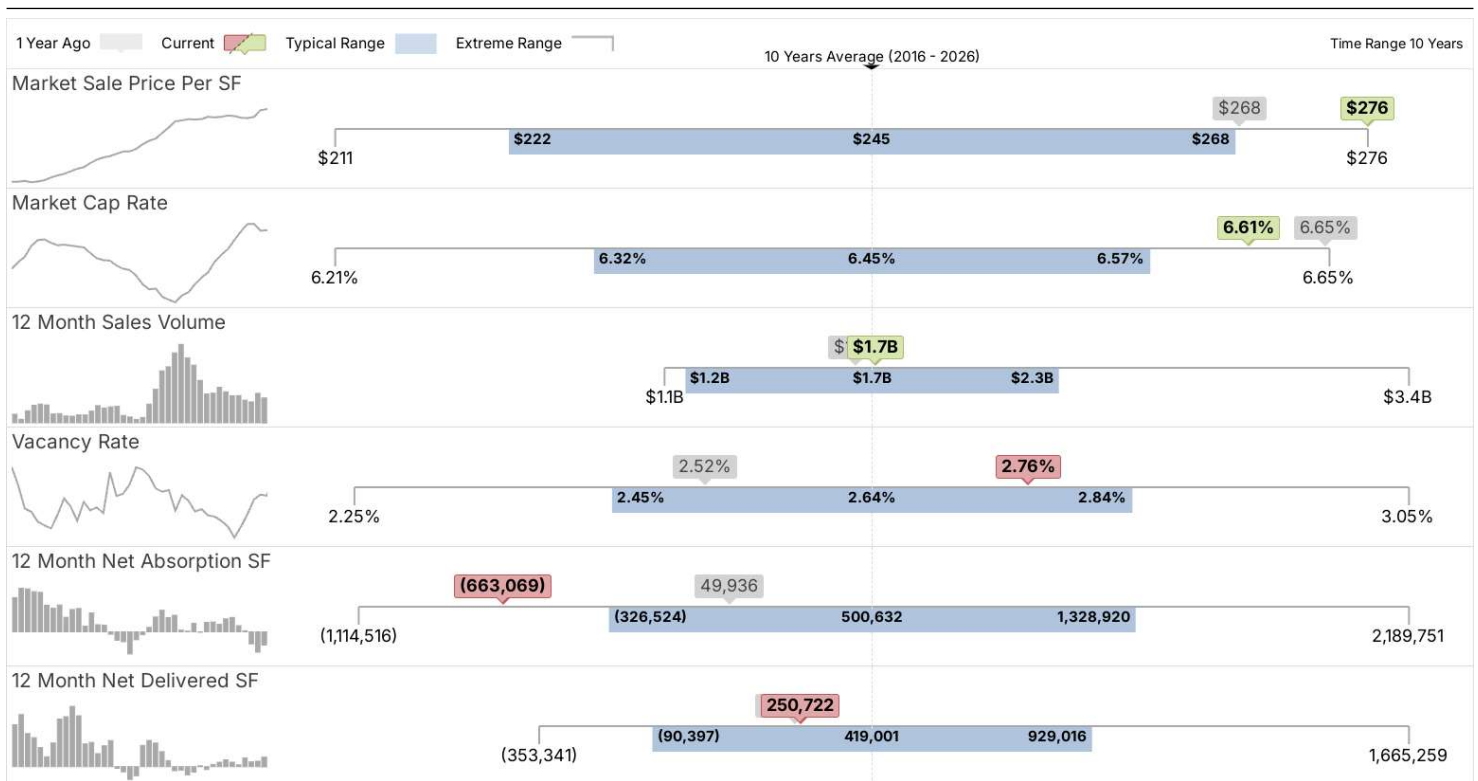 1 Year Ago Current Typical Range Extreme Range
10 Years Average (2016 - 2026)
Time Range 10 Years
Market Sale Price Per SF
$268 $276
$222 $245 $268
$211 $276
Market Cap Rate
6.61% 6.65%
6.32% 6.45% 6.57%
6.21% 6.65%
12 Month Sales Volume
$1.7B
$1.2B $1.7B $2.3B
$1.1B $3.4B
Vacancy Rate
2.52% 2.76%
2.45% 2.64% 2.84%
2.25% 3.05%
12 Month Net Absorption SF
(663,069) 49,936
(326,524) 500,632 1,328,920
(1,114,516) 2,189,751
12 Month Net Delivered SF
250,722
(90,397) 419,001 929,016
(353,341) 1,665,259